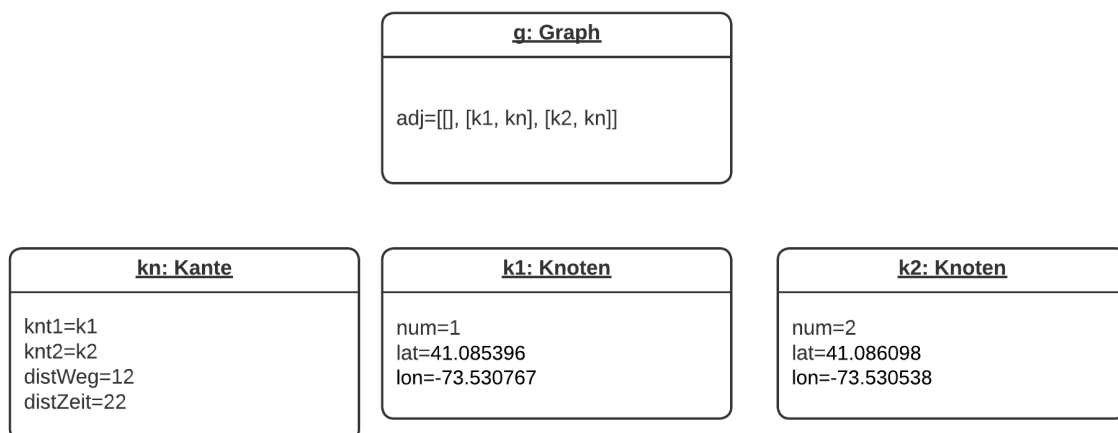 g: Graph
adj=[[], [k1, kn], [k2, kn]]
kn: Kante
knt1=k1
knt2=k2
distWeg=12
distZeit=22
k1: Knoten
num=1
lat=41.085396
lon=-73.530767
k2: Knoten
num=2
lat=41.086098
lon=-73.530538